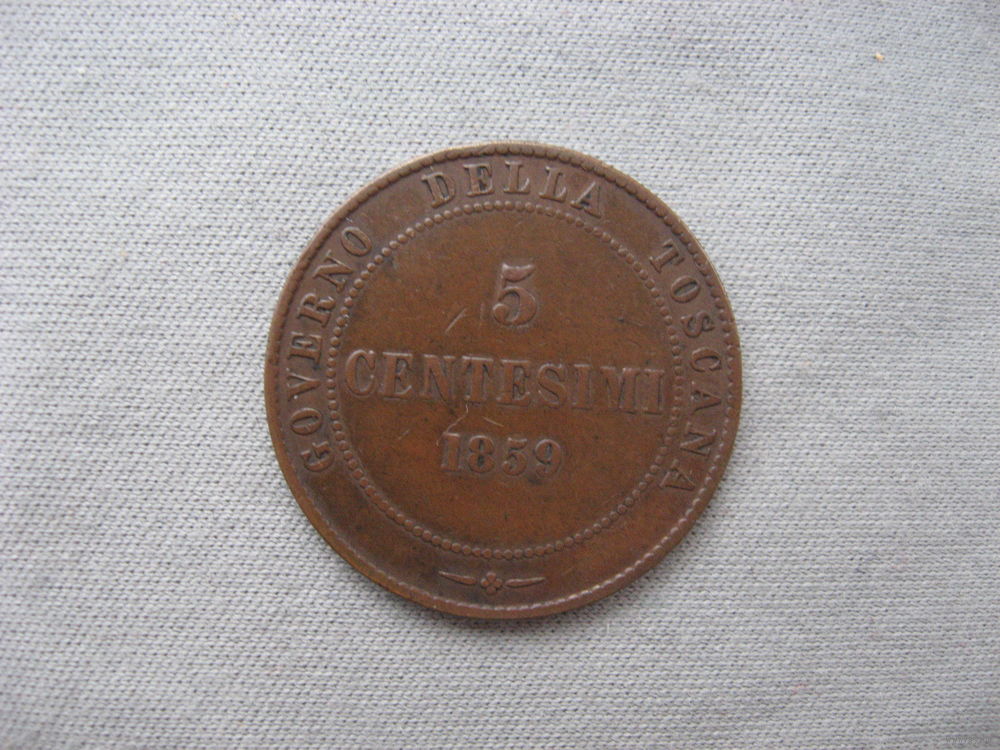 GOVERNO DELLA TOSCANA
5
CENTESIMI
1859